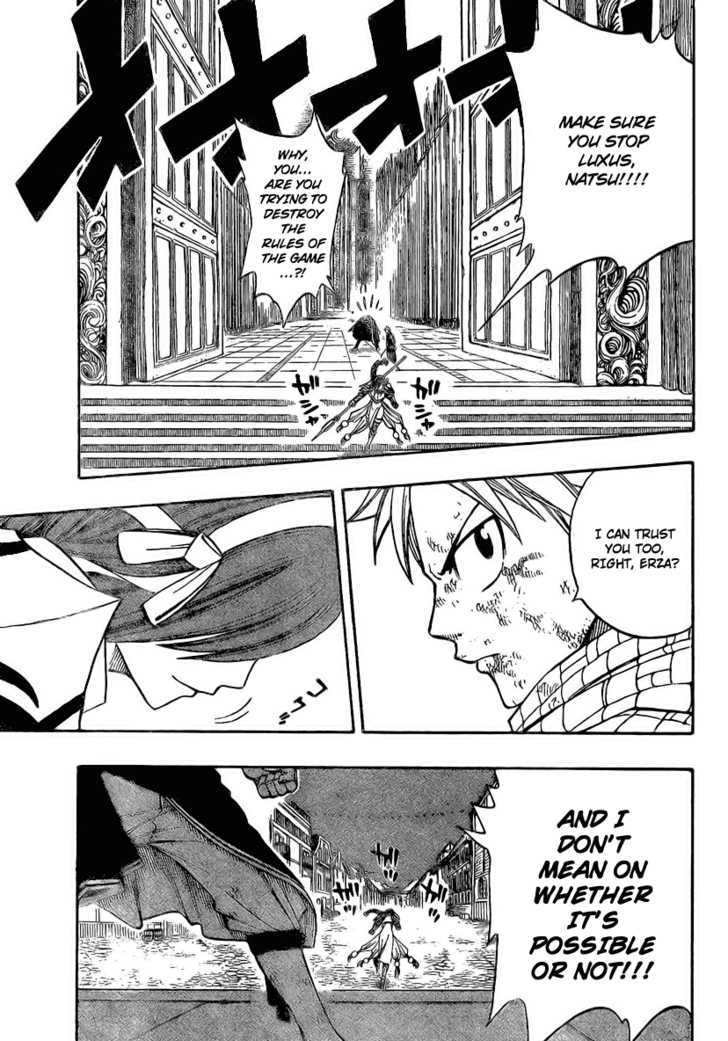 MAKE SURE
YOU STOP
LUXUS,
NATSU!!!!
WHY,
YOU...
ARE YOU
TRYING TO
DESTROY
THE
RULES OF
THE GAME
...?!
I CAN TRUST
YOU TOO,
RIGHT, ERZA?
AND I
DON'T
MEAN ON
WHETHER
IT'S
POSSIBLE
OR NOT!!!